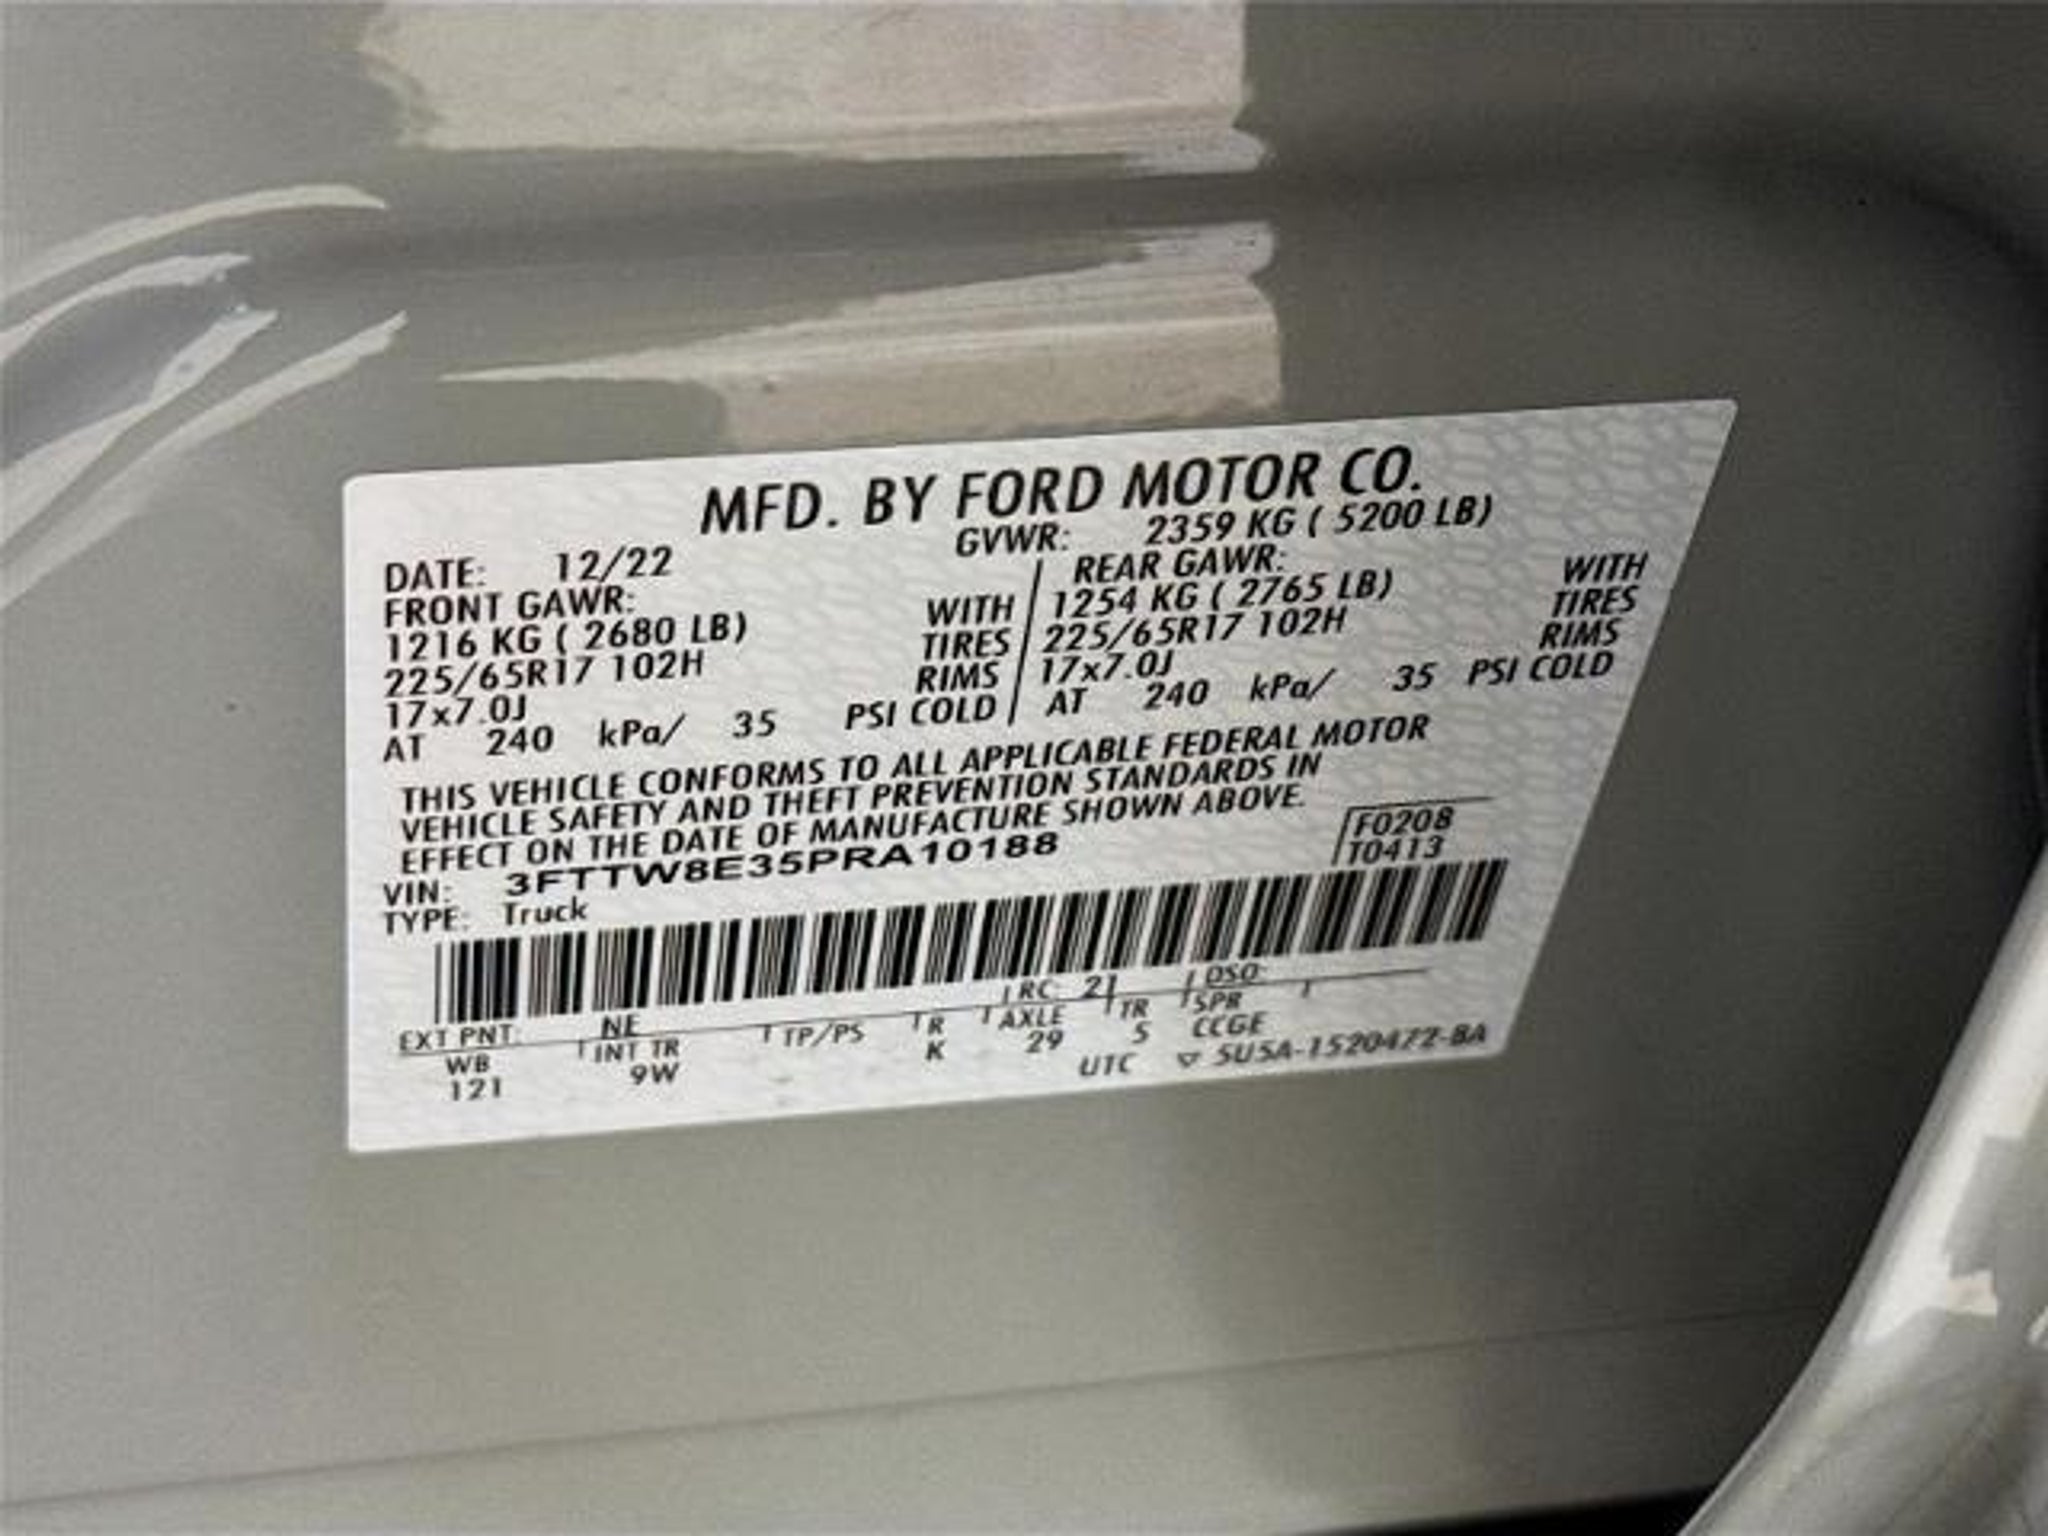 MFD. BY FORD MOTOR CO.
DATE: 12/22 GVWR: 2359 KG ( 5200 LB)
FRONT GAWR: REAR GAWR:
1216 KG ( 2680 LB) WITH 1254 KG ( 2765 LB) WITH
225/65R17 102H TIRES 225/65R17 102H TIRES
17x7.0J RIMS 17x7.0J RIMS
AT 240 kPa/ 35 PSI COLD AT 240 kPa/ 35 PSI COLD
THIS VEHICLE CONFORMS TO ALL APPLICABLE FEDERAL MOTOR
VEHICLE SAFETY AND THEFT PREVENTION STANDARDS IN
EFFECT ON THE DATE OF MANUFACTURE SHOWN ABOVE.
VIN: 3FTTW8E35PRA10188 F0208
TYPE: Truck T0413
EXT PNT: NE RC 21 DSO:
WB INT TR TP/PS R AXLE TR SPR
121 9W K 29 5 CCGE
UTC ▽ 5U5A-1520472-BA